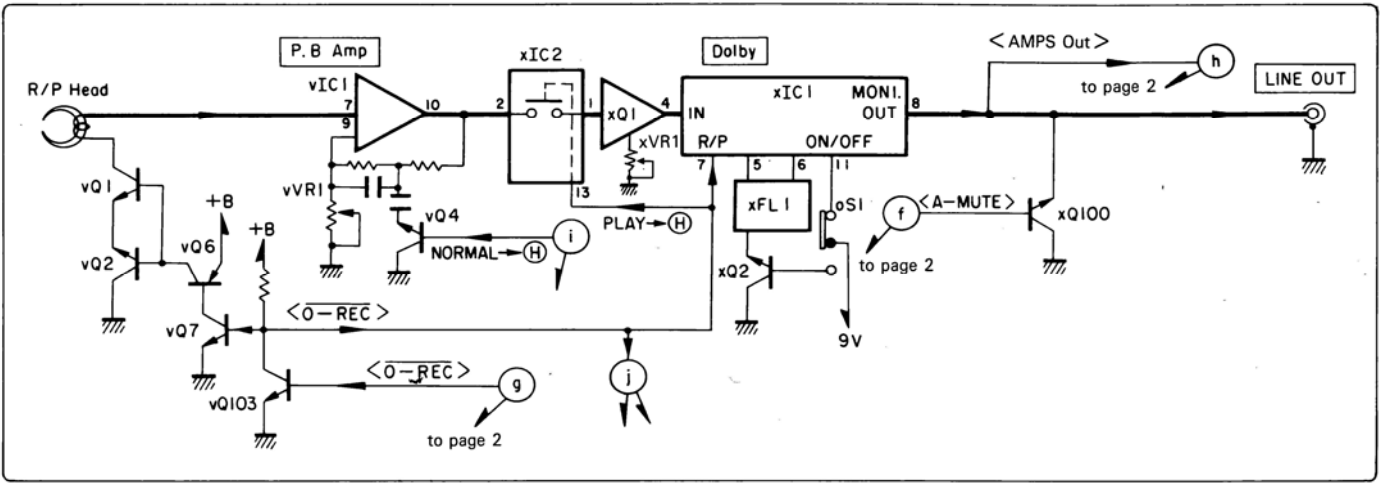 R/P Head
P.B Amp
vIC1
7
9
10
xIC2
2
1
13
xQ1
xVR1
4
Dolby
IN
xIC1
MONI.
OUT
8
R/P
ON/OFF
7
5
6
11
<AMPS Out>
h
to page 2
LINE OUT
vQ1
vQ2
+B
vQ6
+B
vQ7
vVR1
vQ4
NORMAL→H
i
PLAY→H
xFL1
oS1
xQ2
9V
f
<A-MUTE>
to page 2
xQ100
<O-REC>
j
<O-REC>
g
vQ103
to page 2